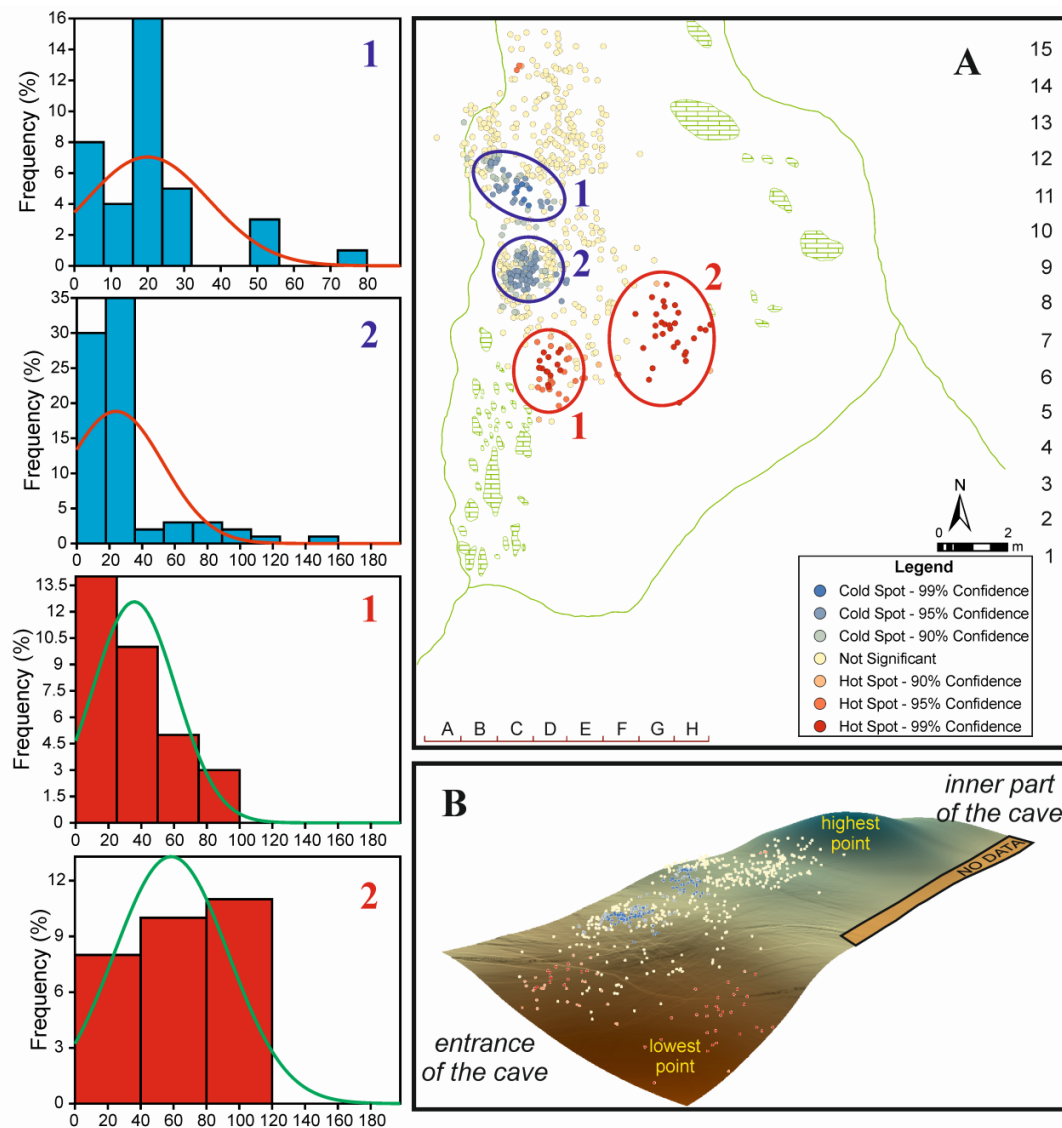 1
Frequency (%)
16
14
12
10
8
6
4
2
0
0 10 20 30 40 50 60 70 80
2
Frequency (%)
35
30
25
20
15
10
5
0
0 20 40 60 80 100 120 140 160 180
1
Frequency (%)
13.5
12
10.5
9
7.5
6
4.5
3
1.5
0
0 20 40 60 80 100 120 140 160 180
2
Frequency (%)
12
9
6
3
0
0 20 40 60 80 100 120 140 160 180
A
15
14
13
12
11
10
9
8
7
6
5
4
3
2
1
1
2
2
1
N
0 2
m
Legend
Cold Spot - 99% Confidence
Cold Spot - 95% Confidence
Cold Spot - 90% Confidence
Not Significant
Hot Spot - 90% Confidence
Hot Spot - 95% Confidence
Hot Spot - 99% Confidence
A B C D E F G H
B
inner part
of the cave
highest
point
NO DATA
entrance
of the cave
lowest
point